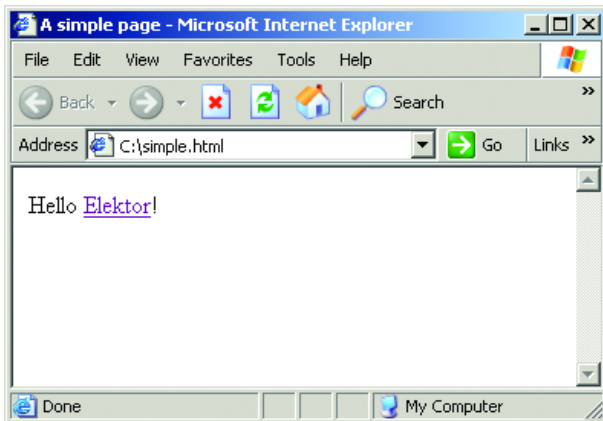 A simple page - Microsoft Internet Explorer
File Edit View Favorites Tools Help
Back Search »
Address C:\simple.html Go Links »
Hello Elektor!
Done My Computer